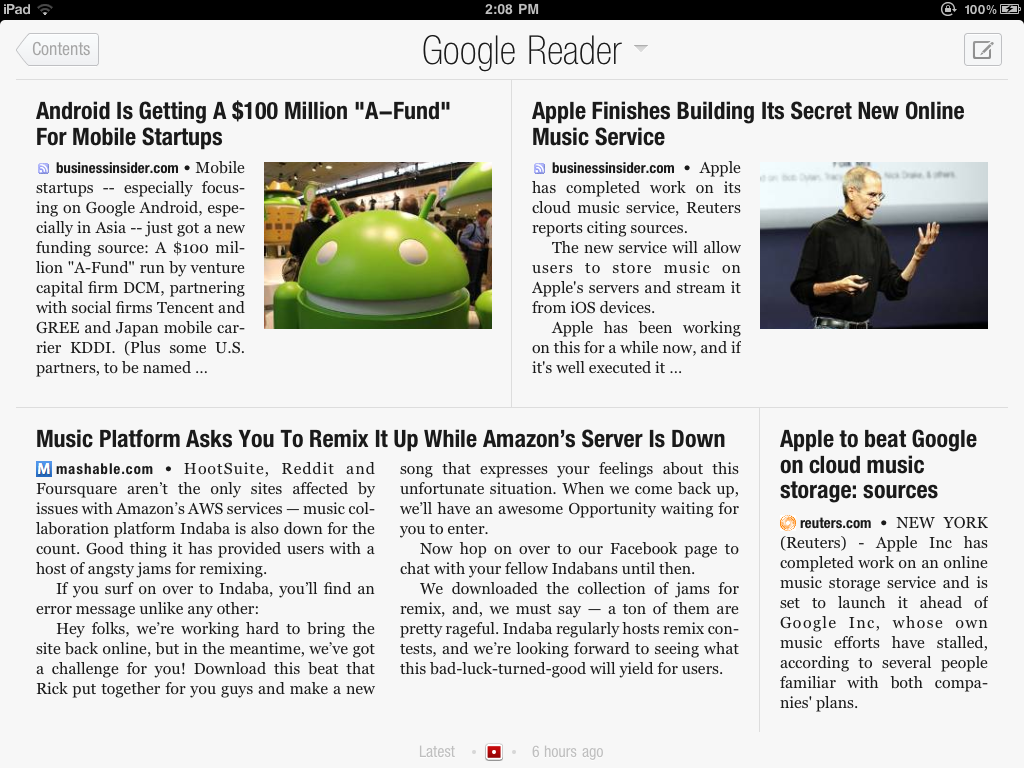 iPad
2:08 PM
100%
Contents
Google Reader
Android Is Getting A $100 Million "A–Fund"
For Mobile Startups
businessinsider.com • Mobile
startups -- especially focus-
ing on Google Android, espe-
cially in Asia -- just got a new
funding source: A $100 mil-
lion "A-Fund" run by venture
capital firm DCM, partnering
with social firms Tencent and
GREE and Japan mobile car-
rier KDDI. (Plus some U.S.
partners, to be named ...
Apple Finishes Building Its Secret New Online
Music Service
businessinsider.com • Apple
has completed work on its
cloud music service, Reuters
reports citing sources.
The new service will allow
users to store music on
Apple's servers and stream it
from iOS devices.
Apple has been working
on this for a while now, and if
it's well executed it ...
Music Platform Asks You To Remix It Up While Amazon’s Server Is Down
M mashable.com • HootSuite, Reddit and
Foursquare aren’t the only sites affected by
issues with Amazon’s AWS services — music col-
laboration platform Indaba is also down for the
count. Good thing it has provided users with a
host of angsty jams for remixing.
If you surf on over to Indaba, you’ll find an
error message unlike any other:
Hey folks, we’re working hard to bring the
site back online, but in the meantime, we’ve got
a challenge for you! Download this beat that
Rick put together for you guys and make a new
song that expresses your feelings about this
unfortunate situation. When we come back up,
we’ll have an awesome Opportunity waiting for
you to enter.
Now hop on over to our Facebook page to
chat with your fellow Indabans until then.
We downloaded the collection of jams for
remix, and, we must say — a ton of them are
pretty rageful. Indaba regularly hosts remix con-
tests, and we’re looking forward to seeing what
this bad-luck-turned-good will yield for users.
Apple to beat Google
on cloud music
storage: sources
reuters.com • NEW YORK
(Reuters) - Apple Inc has
completed work on an online
music storage service and is
set to launch it ahead of
Google Inc, whose own
music efforts have stalled,
according to several people
familiar with both compa-
nies' plans.
Latest
6 hours ago